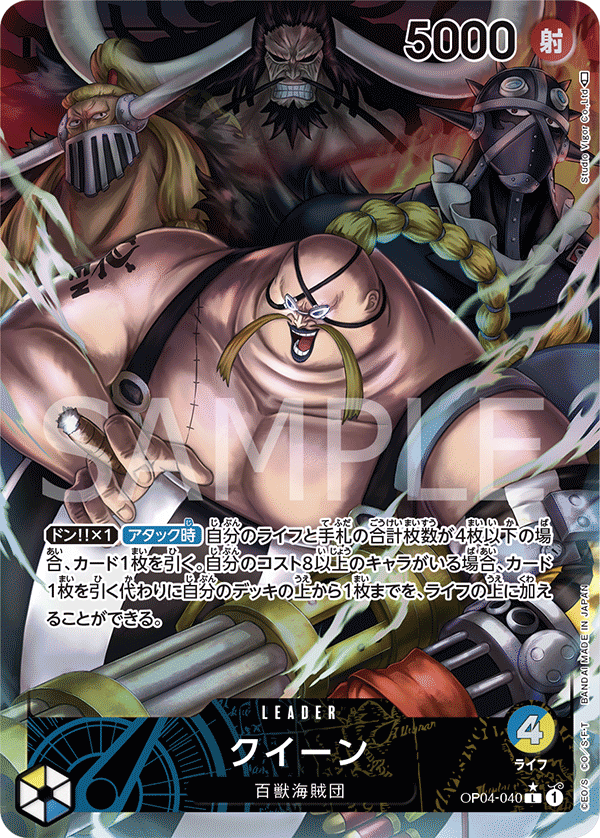 5000 射
Studio Vigor Co.,Ltd
SAMPLE
ドン!!×1 アタック時 自分のライフと手札の合計枚数が4枚以下の場
合、カード1枚を引く。自分のコスト8以上のキャラがいる場合、カード
1枚を引く代わりに自分のデッキの上から1枚までを、ライフの上に加え
ることができる。
LEADER
クイーン
百獣海賊団
4
ライフ
OP04-040 L 1
©E.O/S ©O/S・F,T BANDAI MADE IN JAPAN